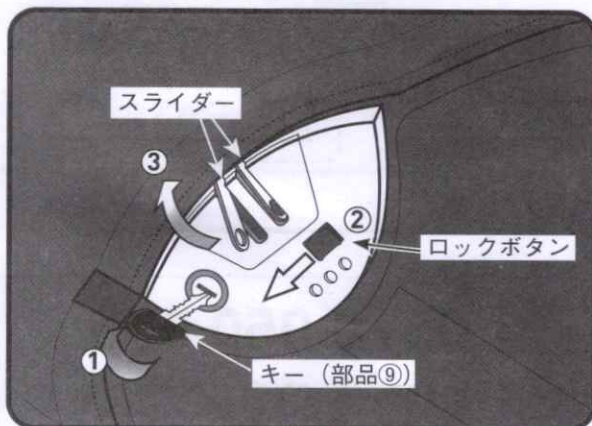 スライダー
③
②
ロックボタン
①
キー（部品⑨）